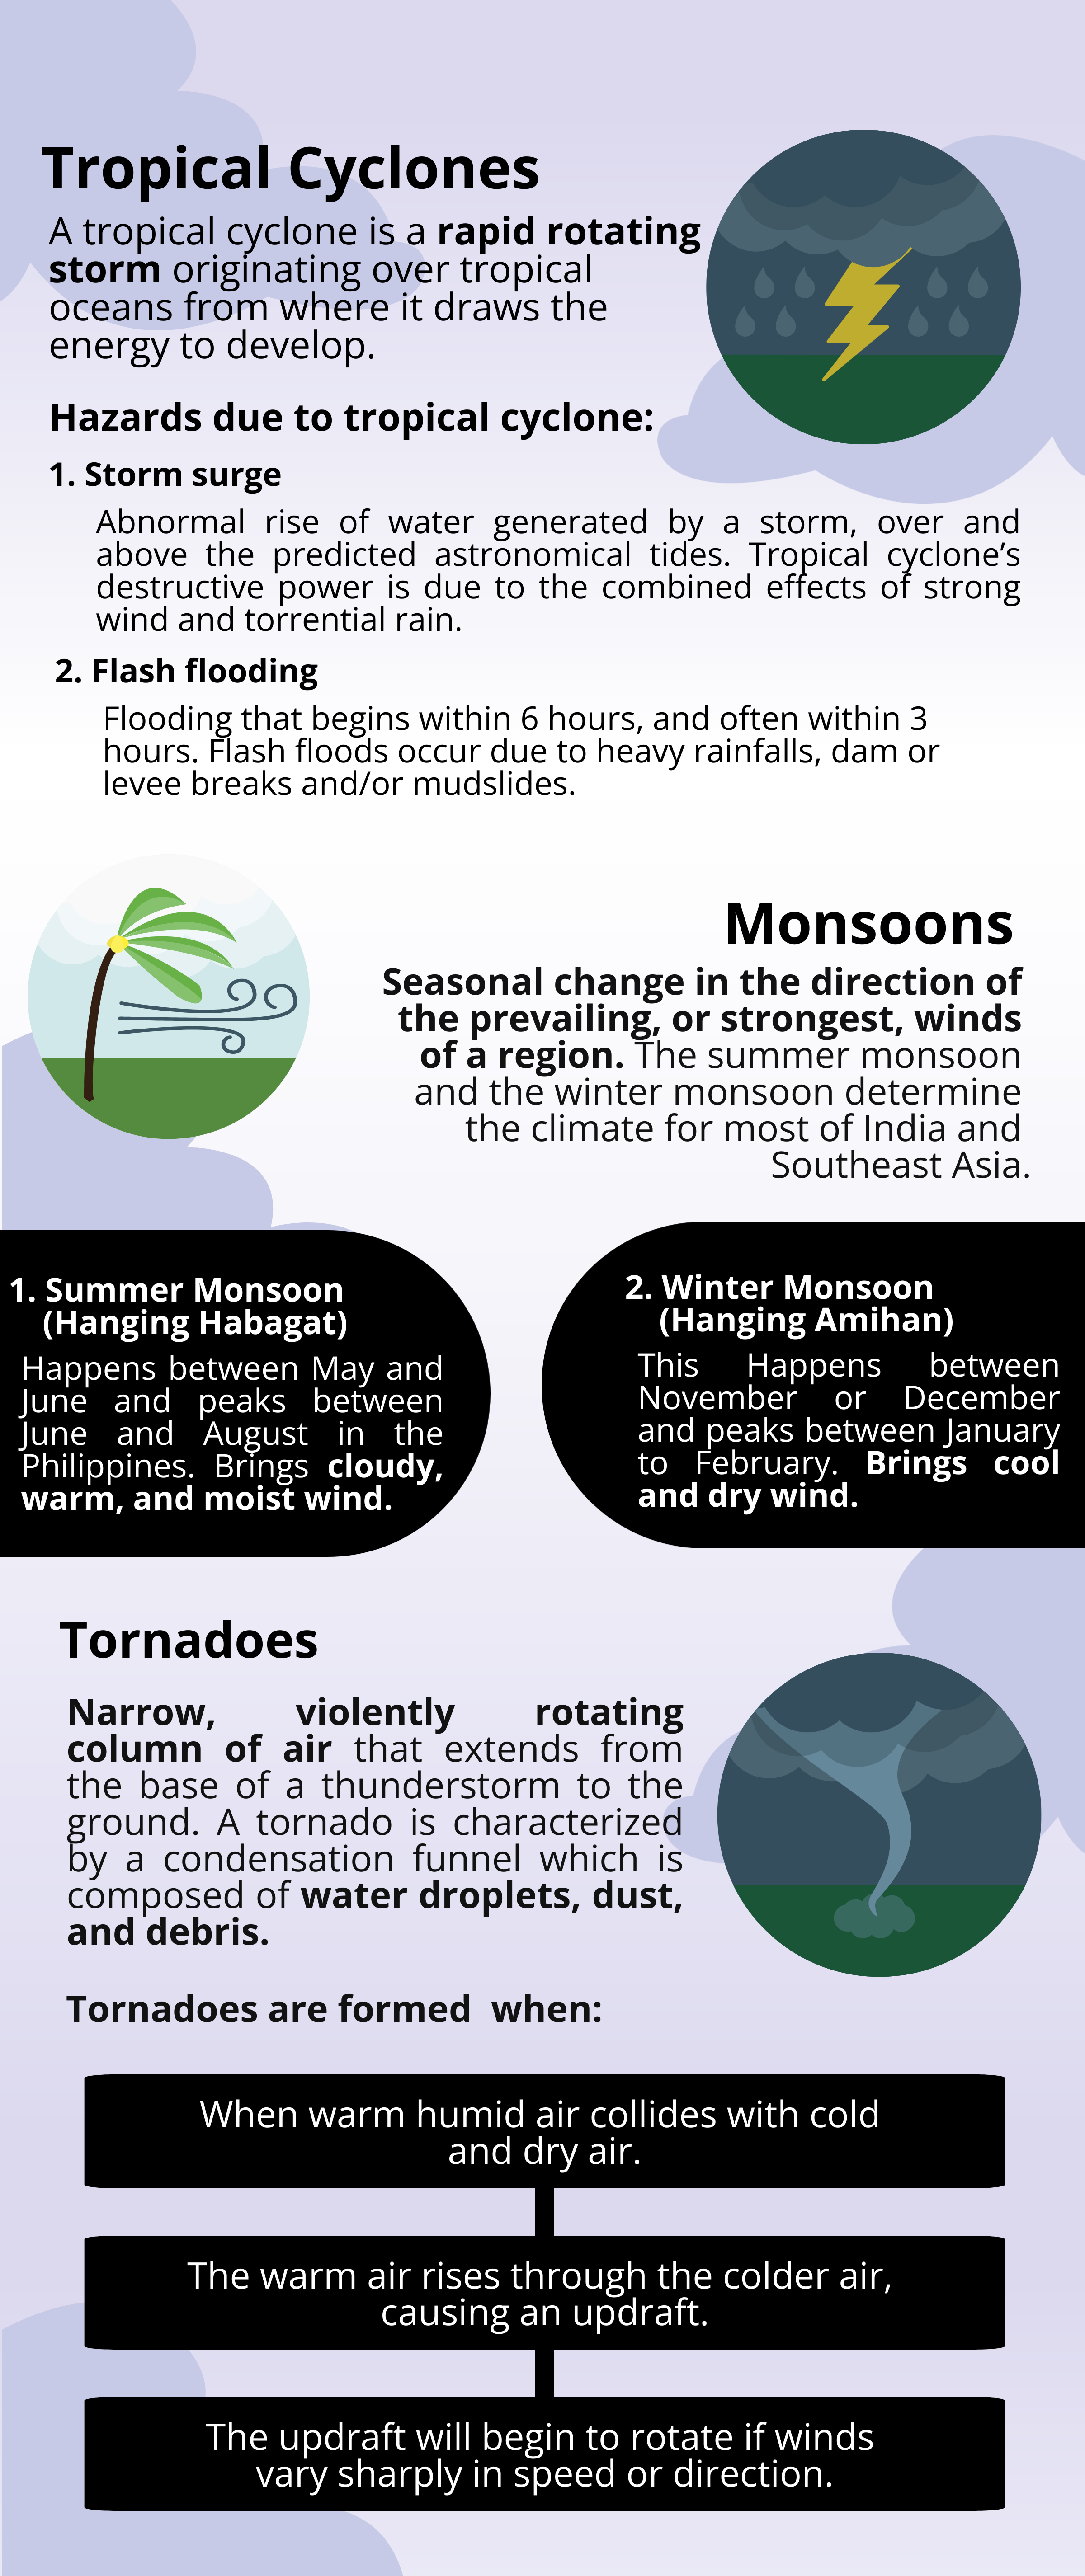 Tropical Cyclones
A tropical cyclone is a rapid rotating
storm originating over tropical
oceans from where it draws the
energy to develop.
Hazards due to tropical cyclone:
1. Storm surge
Abnormal rise of water generated by a storm, over and
above the predicted astronomical tides. Tropical cyclone’s
destructive power is due to the combined effects of strong
wind and torrential rain.
2. Flash flooding
Flooding that begins within 6 hours, and often within 3
hours. Flash floods occur due to heavy rainfalls, dam or
levee breaks and/or mudslides.
Monsoons
Seasonal change in the direction of
the prevailing, or strongest, winds
of a region. The summer monsoon
and the winter monsoon determine
the climate for most of India and
Southeast Asia.
1. Summer Monsoon
(Hanging Habagat)
Happens between May and
June and peaks between
June and August in the
Philippines. Brings cloudy,
warm, and moist wind.
2. Winter Monsoon
(Hanging Amihan)
This Happens between
November or December
and peaks between January
to February. Brings cool
and dry wind.
Tornadoes
Narrow, violently rotating
column of air that extends from
the base of a thunderstorm to the
ground. A tornado is characterized
by a condensation funnel which is
composed of water droplets, dust,
and debris.
Tornadoes are formed when:
When warm humid air collides with cold
and dry air.
The warm air rises through the colder air,
causing an updraft.
The updraft will begin to rotate if winds
vary sharply in speed or direction.